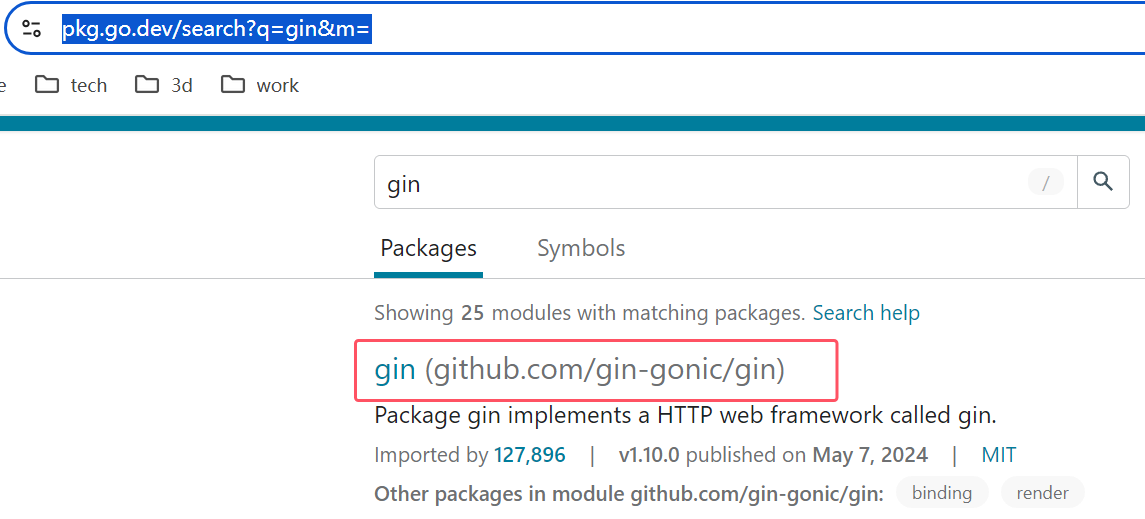 pkg.go.dev/search?q=gin&m=
e tech 3d work
gin /
Packages Symbols
Showing 25 modules with matching packages. Search help
gin (github.com/gin-gonic/gin)
Package gin implements a HTTP web framework called gin.
Imported by 127,896 | v1.10.0 published on May 7, 2024 | MIT
Other packages in module github.com/gin-gonic/gin: binding render